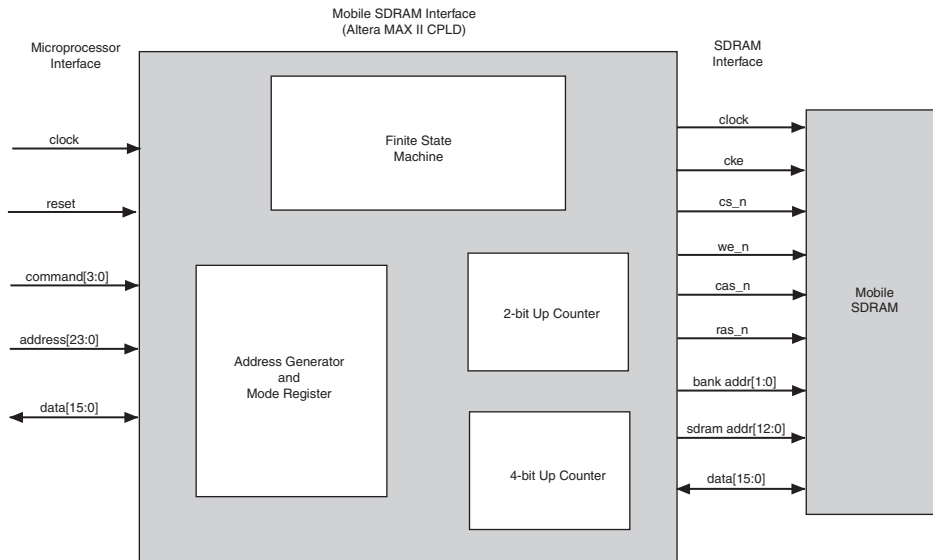 Mobile SDRAM Interface
(Altera MAX II CPLD)
Microprocessor
Interface
SDRAM
Interface
clock
reset
command[3:0]
address[23:0]
data[15:0]
Finite State
Machine
Address Generator
and
Mode Register
2-bit Up Counter
4-bit Up Counter
clock
cke
cs_n
we_n
cas_n
ras_n
bank addr[1:0]
sdram addr[12:0]
data[15:0]
Mobile
SDRAM